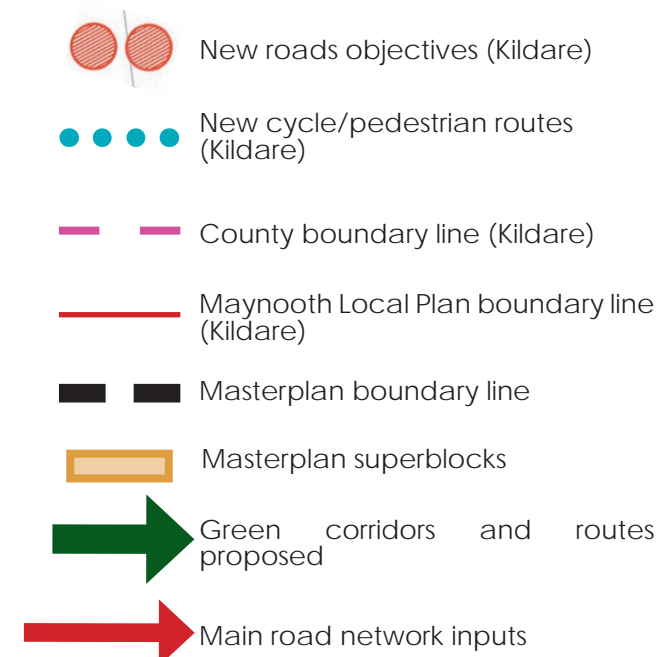 New roads objectives (Kildare)
New cycle/pedestrian routes
(Kildare)
County boundary line (Kildare)
Maynooth Local Plan boundary line
(Kildare)
Masterplan boundary line
Masterplan superblocks
Green corridors and routes
proposed
Main road network inputs